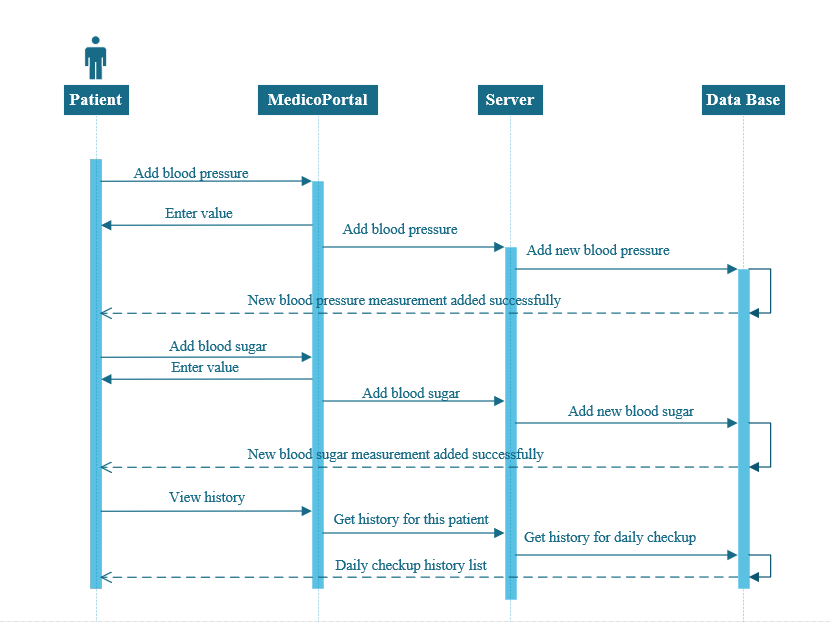 Patient
MedicoPortal
Server
Data Base
Add blood pressure
Enter value
Add blood pressure
Add new blood pressure
New blood pressure measurement added successfully
Add blood sugar
Enter value
Add blood sugar
Add new blood sugar
New blood sugar measurement added successfully
View history
Get history for this patient
Get history for daily checkup
Daily checkup history list